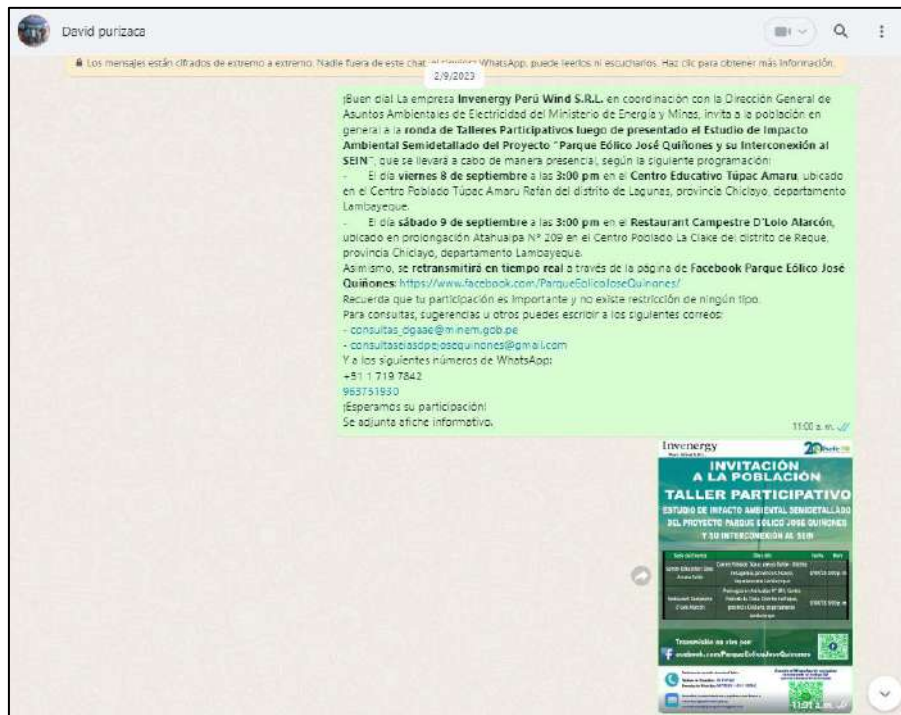 David purizaca
Los mensajes están cifrados de extremo a extremo. Nadie fuera de este chat, ni siquiera WhatsApp, puede leerlos ni escucharlos. Haz clic para obtener más información.
2/9/2023
¡Buen día! La empresa Invenergy Perú Wind S.R.L. en coordinación con la Dirección General de
Asuntos Ambientales de Electricidad del Ministerio de Energía y Minas, invita a la población en
general a la ronda de Talleres Participativos luego de presentado el Estudio de Impacto
Ambiental Semidetallado del Proyecto "Parque Eólico José Quiñones y su Interconexión al
SEIN", que se llevará a cabo de manera presencial, según la siguiente programación:
- El día viernes 8 de septiembre a las 3:00 pm en el Centro Educativo Túpac Amaru, ubicado
en el Centro Poblado Túpac Amaru Rafán del distrito de Lagunas, provincia Chiclayo, departamento
Lambayeque.
- El día sábado 9 de septiembre a las 3:00 pm en el Restaurant Campestre D'Lolo Alarcón,
ubicado en prolongación Atahualpa N° 209 en el Centro Poblado La Clake del distrito de Reque,
provincia Chiclayo, departamento Lambayeque.
Asimismo, se retransmitirá en tiempo real a través de la página de Facebook Parque Eólico José
Quiñones: https://www.facebook.com/ParqueEolicoJoseQuinones/
Recuerda que tu participación es importante y no existe restricción de ningún tipo.
Para consultas, sugerencias u otros puedes escribir a los siguientes correos:
- consultas_dgaae@minem.gob.pe
- consultaseiasdpejosequinones@gmail.com
Y a los siguientes números de WhatsApp:
+51 1 719 7842
963751930
¡Esperamos su participación!
Se adjunta afiche informativo.
11:00 a. m.
Invenergy
INVITACIÓN
A LA POBLACIÓN
TALLER PARTICIPATIVO
ESTUDIO DE IMPACTO AMBIENTAL SEMIDETALLADO
DEL PROYECTO PARQUE EÓLICO JOSÉ QUIÑONES
Y SU INTERCONEXIÓN AL SEIN
Transmisión en vivo por:
facebook.com/ParqueEolicoJoseQuinones
11:01 a. m.